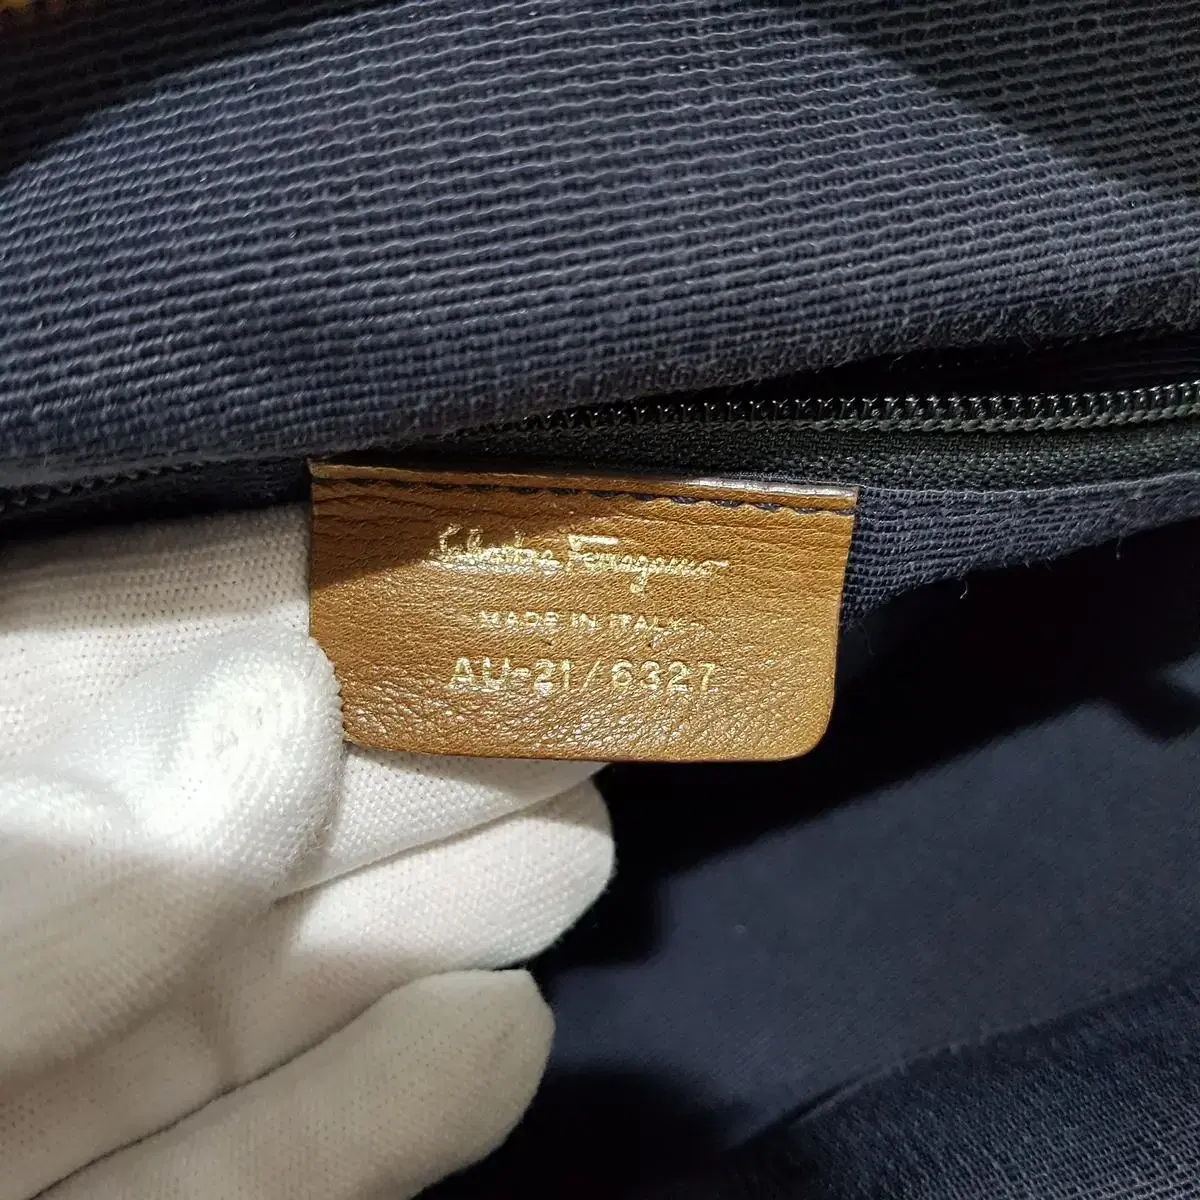 Salvatore Ferragamo
MADE IN ITALY
AU-21/6327